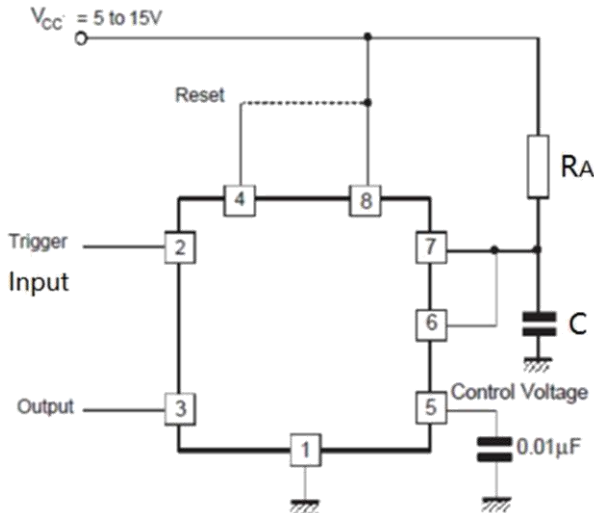 Vcc = 5 to 15V
Reset
RA
4
8
Trigger
2
7
Input
6
C
Control Voltage
Output
3
5
1
0.01μF